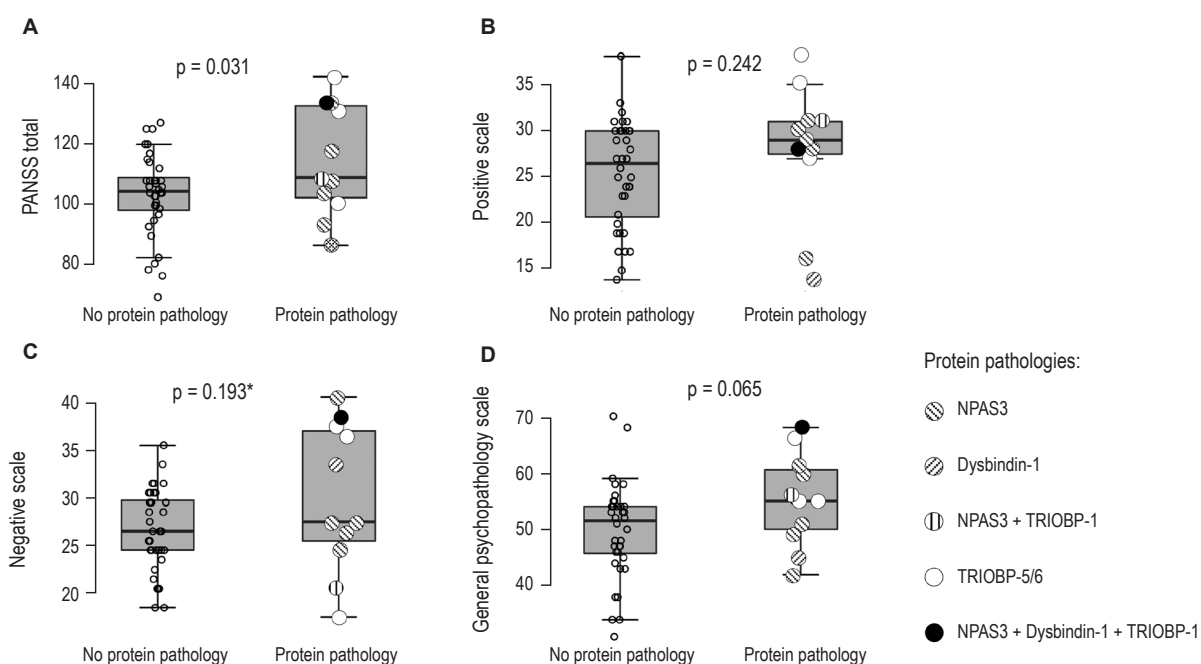 A
p = 0.031
PANSS total
140
120
100
80
No protein pathology
Protein pathology
B
p = 0.242
Positive scale
35
30
25
20
15
No protein pathology
Protein pathology
C
p = 0.193*
Negative scale
40
35
30
25
20
No protein pathology
Protein pathology
D
p = 0.065
General psychopathology scale
70
60
50
40
No protein pathology
Protein pathology
Protein pathologies:
NPAS3
Dysbindin-1
NPAS3 + TRIOBP-1
TRIOBP-5/6
NPAS3 + Dysbindin-1 + TRIOBP-1